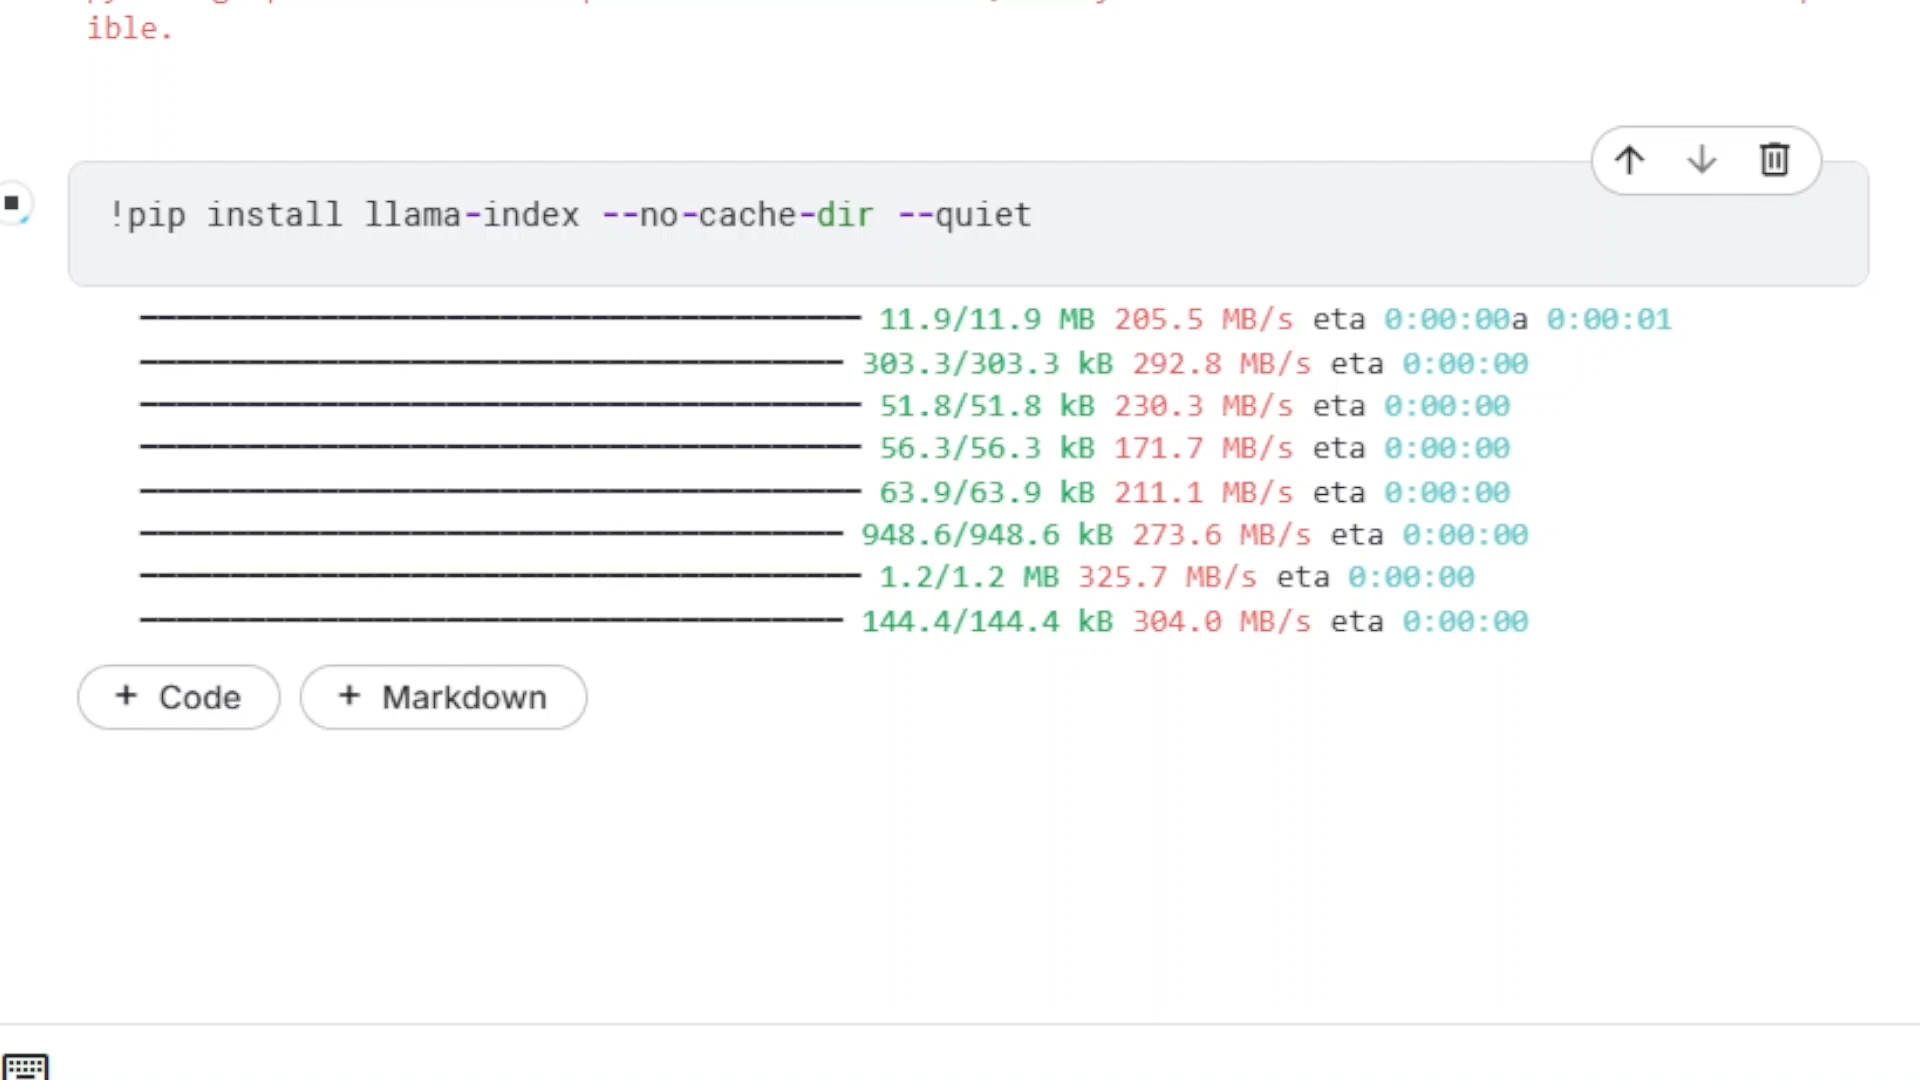 ible.
!pip install llama-index --no-cache-dir --quiet
11.9/11.9 MB 205.5 MB/s eta 0:00:00a 0:00:01
303.3/303.3 kB 292.8 MB/s eta 0:00:00
51.8/51.8 kB 230.3 MB/s eta 0:00:00
56.3/56.3 kB 171.7 MB/s eta 0:00:00
63.9/63.9 kB 211.1 MB/s eta 0:00:00
948.6/948.6 kB 273.6 MB/s eta 0:00:00
1.2/1.2 MB 325.7 MB/s eta 0:00:00
144.4/144.4 kB 304.0 MB/s eta 0:00:00
+ Code + Markdown